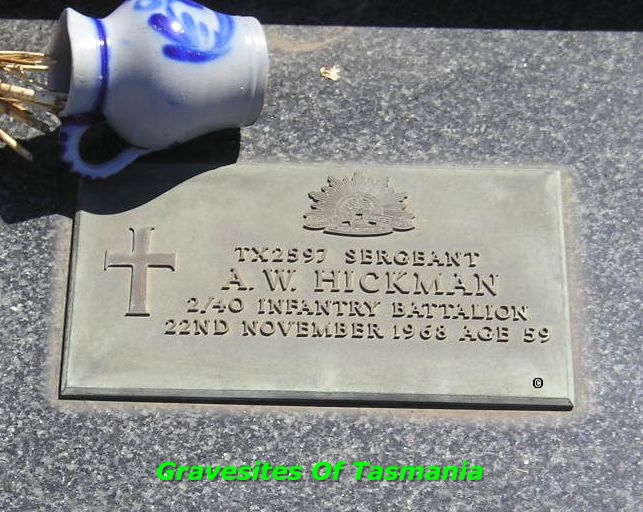 TX2597 SERGEANT
A. W. HICKMAN
2/40 INFANTRY BATTALION
22ND NOVEMBER 1968 AGE 59
©
Gravesites Of Tasmania